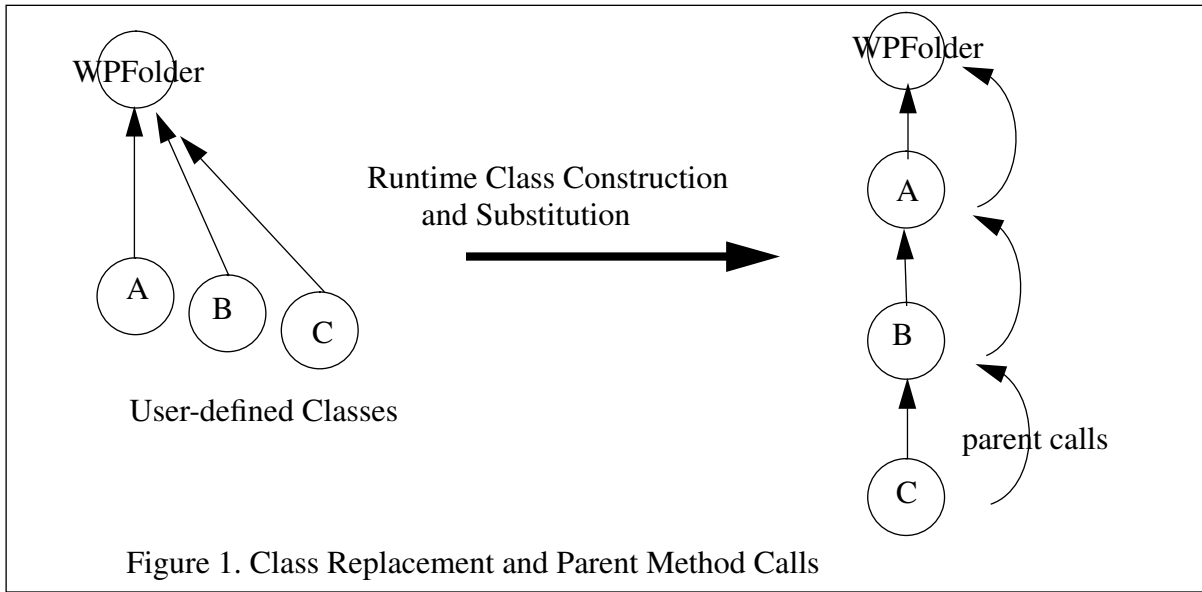 WPFolder
A
B
C
User-defined Classes
Runtime Class Construction
and Substitution
WPFolder
A
B
parent calls
C
Figure 1. Class Replacement and Parent Method Calls